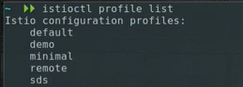 ~ ▶▶ istioctl profile list
Istio configuration profiles:
    default
    demo
    minimal
    remote
    sds